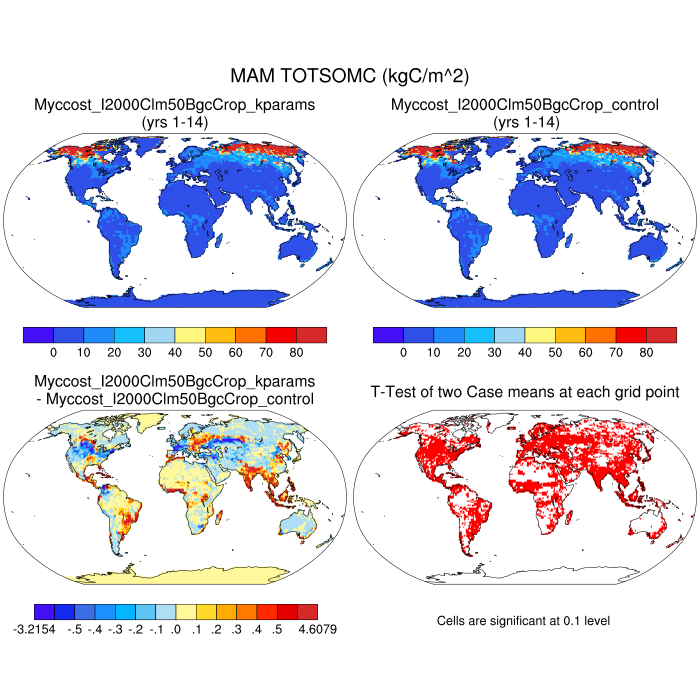 MAM TOTSOMC (kgC/m^2)
Myccost_I2000Clm50BgcCrop_kparams
(yrs 1-14)
Myccost_I2000Clm50BgcCrop_control
(yrs 1-14)
0 10 20 30 40 50 60 70 80
0 10 20 30 40 50 60 70 80
Myccost_I2000Clm50BgcCrop_kparams
- Myccost_I2000Clm50BgcCrop_control
T-Test of two Case means at each grid point
-3.2154 -.5 -.4 -.3 -.2 -.1 .0 .1 .2 .3 .4 .5 4.6079
Cells are significant at 0.1 level